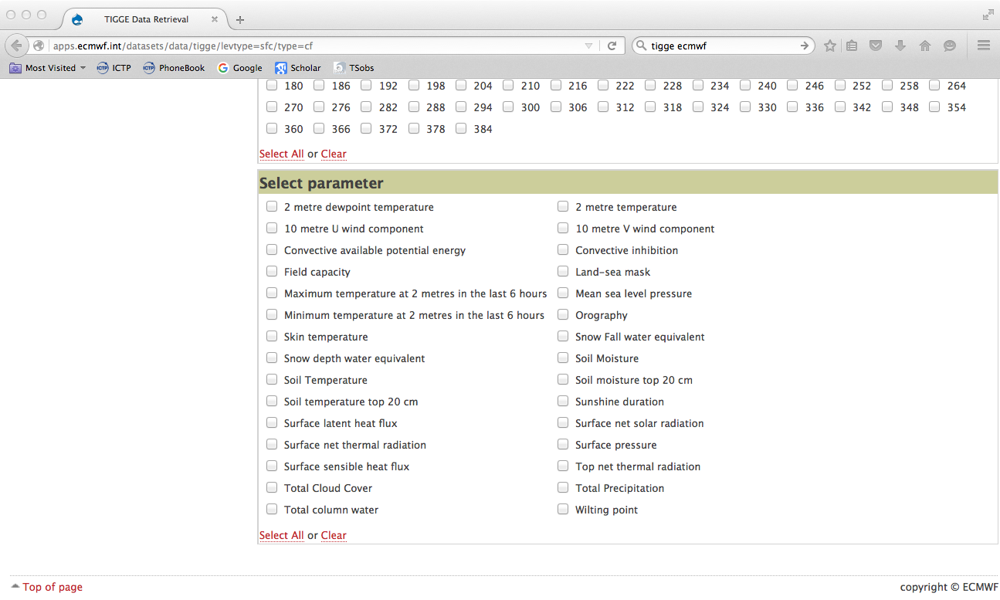 TIGGE Data Retrieval
apps.ecmwf.int/datasets/data/tigge/levtype=sfc/type=cf tigge ecmwf
Most Visited ICTP PhoneBook Google Scholar TSobs
180 186 192 198 204 210 216 222 228 234 240 246 252 258 264
270 276 282 288 294 300 306 312 318 324 330 336 342 348 354
360 366 372 378 384
Select All or Clear
Select parameter
2 metre dewpoint temperature 2 metre temperature
10 metre U wind component 10 metre V wind component
Convective available potential energy Convective inhibition
Field capacity Land-sea mask
Maximum temperature at 2 metres in the last 6 hours Mean sea level pressure
Minimum temperature at 2 metres in the last 6 hours Orography
Skin temperature Snow Fall water equivalent
Snow depth water equivalent Soil Moisture
Soil Temperature Soil moisture top 20 cm
Soil temperature top 20 cm Sunshine duration
Surface latent heat flux Surface net solar radiation
Surface net thermal radiation Surface pressure
Surface sensible heat flux Top net thermal radiation
Total Cloud Cover Total Precipitation
Total column water Wilting point
Select All or Clear
Top of page copyright © ECMWF